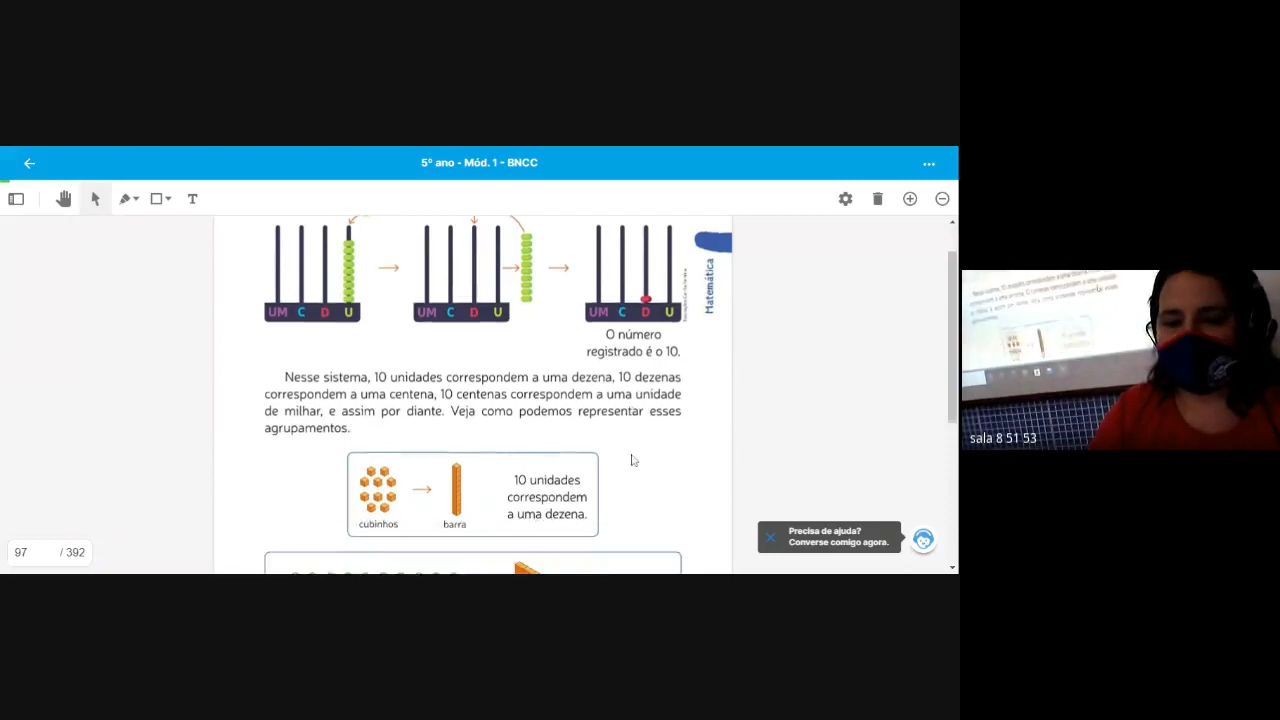 5º ano - Mód. 1 - BNCC
UM C D U
UM C D U
UM C D U
Matemática
O número
registrado é o 10.
Nesse sistema, 10 unidades correspondem a uma dezena, 10 dezenas
correspondem a uma centena, 10 centenas correspondem a uma unidade
de milhar, e assim por diante. Veja como podemos representar esses
agrupamentos.
cubinhos
barra
10 unidades
correspondem
a uma dezena.
97 / 392
Precisa de ajuda?
Converse comigo agora.
sala 8 51 53